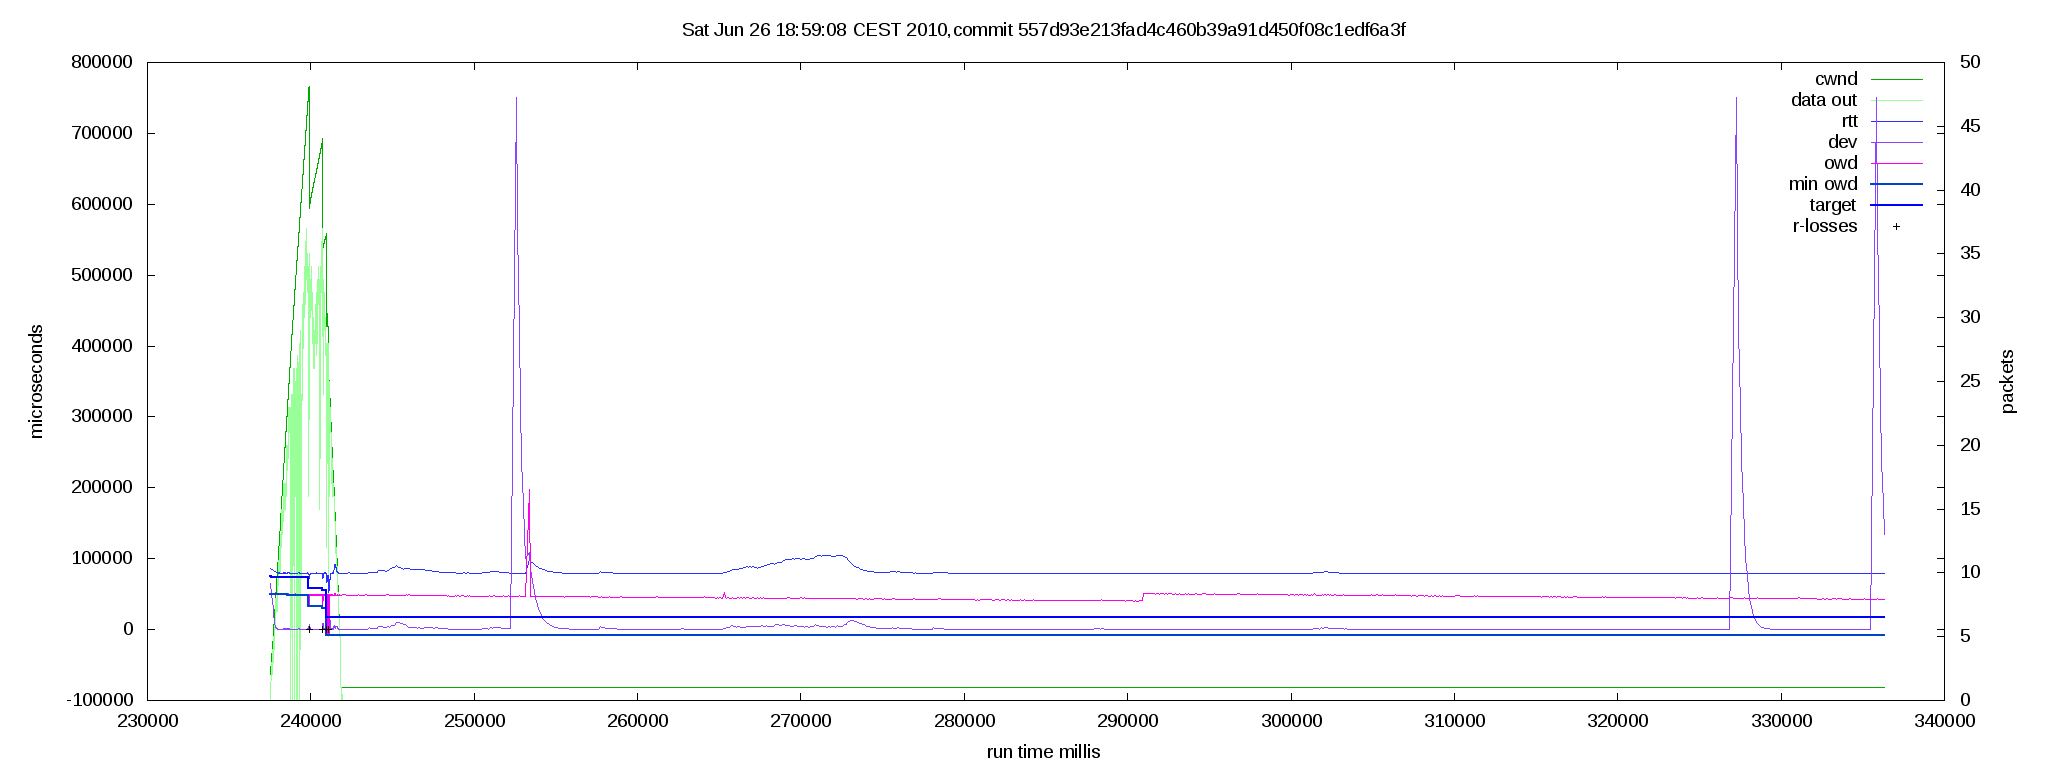 Sat Jun 26 18:59:08 CEST 2010, commit 557d93e213fad4c460b39a91d450f08c1edf6a3f
800000
700000
600000
500000
400000
300000
200000
100000
0
-100000
microseconds
50
45
40
35
30
25
20
15
10
5
0
packets
cwnd
data out
rtt
dev
owd
min owd
target
r-losses
230000 240000 250000 260000 270000 280000 290000 300000 310000 320000 330000 340000
run time millis